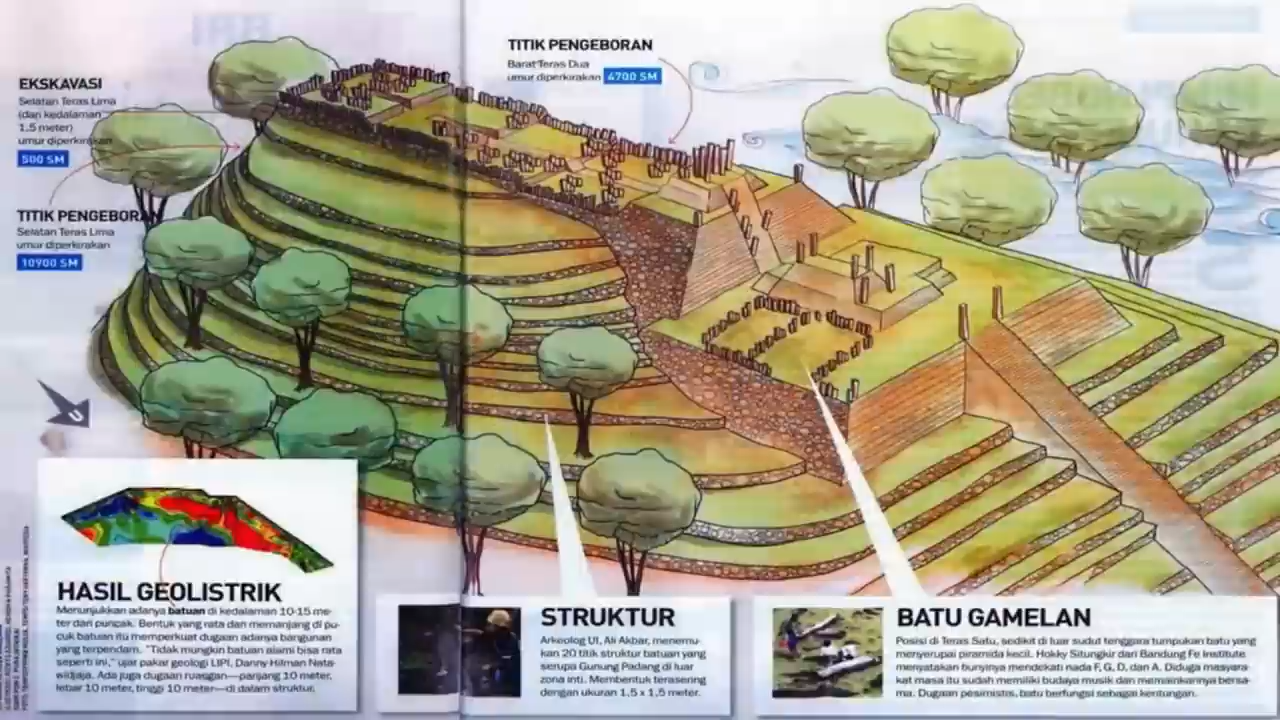 EKSKAVASI
Selatan Teras Lima
(dan kedalaman
1,5 meter)
umur diperkirakan
500 SM
TITIK PENGEBORAN
Selatan Teras Lima
umur diperkirakan
10900 SM
TITIK PENGEBORAN
Barat Teras Dua
umur diperkirakan 4700 SM
U
HASIL GEOLISTRIK
Menunjukkan adanya batuan di kedalaman 10-15 me-
ter dari puncak. Bentuk yang rata dan memanjang di pu-
cuk batuan itu memperkuat dugaan adanya bangunan
yang terpendam. "Tidak mungkin batuan alami bisa rata
seperti ini," ujar pakar geologi LIPI, Danny Hilman Nata-
widjaja. Ada juga dugaan ruangan—panjang 10 meter,
lebar 10 meter, tinggi 10 meter—di dalam struktur.
STRUKTUR
Arkeolog UI, Ali Akbar, menemu-
kan 20 titik struktur batuan yang
serupa Gunung Padang di luar
zona inti. Membentuk terasering
dengan ukuran 1,5 x 1,5 meter.
BATU GAMELAN
Posisi di Teras Satu, sedikit di luar sudut tenggara tumpukan batu yang
menyerupai piramida kecil. Hokky Situngkir dari Bandung Fe Institute
menyatakan bunyinya mendekati nada F, G, D, dan A. Diduga masyara-
kat masa itu sudah memiliki budaya musik dan memainkannya bersa-
ma. Dugaan pesimistis, batu berfungsi sebagai kentungan.